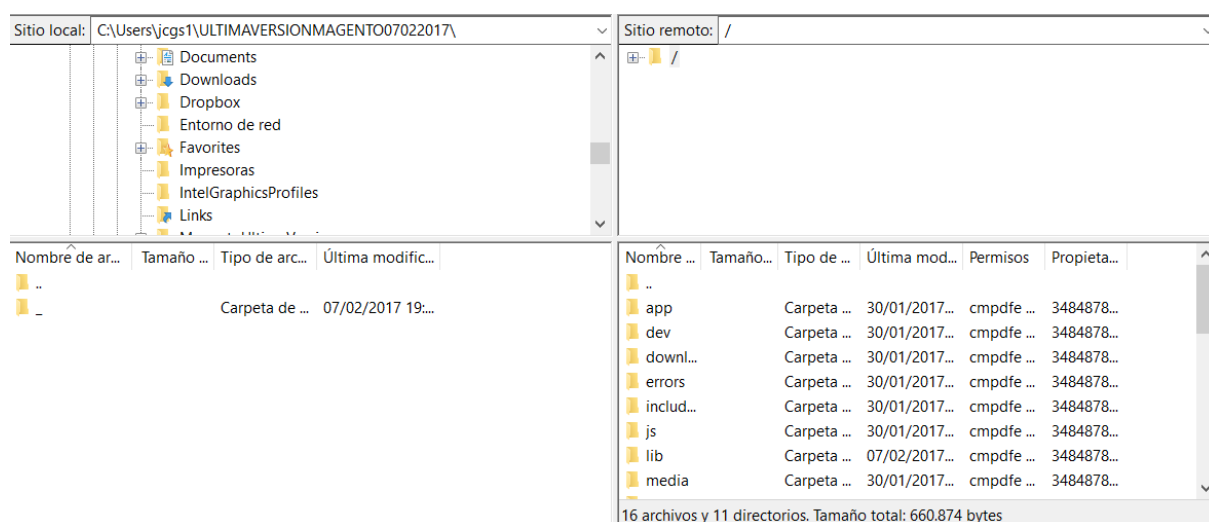 Sitio local: C:\Users\jcgs1\ULTIMAVERSIONMAGENTO07022017\
Documents
Downloads
Dropbox
Entorno de red
Favorites
Impresoras
IntelGraphicsProfiles
Links
Sitio remoto: /
/
Nombre de ar... Tamaño ... Tipo de arc... Última modific...
..
_ Carpeta de ... 07/02/2017 19:...
Nombre ... Tamaño... Tipo de ... Última mod... Permisos Propieta...
..
app Carpeta ... 30/01/2017... cmpdfe ... 3484878...
dev Carpeta ... 30/01/2017... cmpdfe ... 3484878...
downl... Carpeta ... 30/01/2017... cmpdfe ... 3484878...
errors Carpeta ... 30/01/2017... cmpdfe ... 3484878...
includ... Carpeta ... 30/01/2017... cmpdfe ... 3484878...
js Carpeta ... 30/01/2017... cmpdfe ... 3484878...
lib Carpeta ... 07/02/2017... cmpdfe ... 3484878...
media Carpeta ... 30/01/2017... cmpdfe ... 3484878...
16 archivos y 11 directorios. Tamaño total: 660.874 bytes